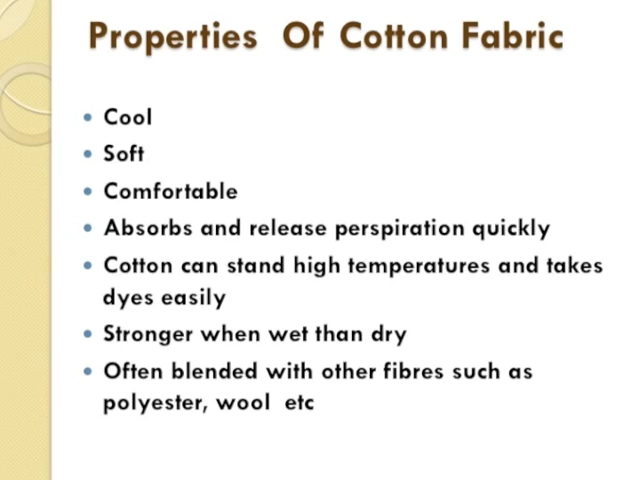 Properties Of Cotton Fabric
• Cool
• Soft
• Comfortable
• Absorbs and release perspiration quickly
• Cotton can stand high temperatures and takes
dyes easily
• Stronger when wet than dry
• Often blended with other fibres such as
polyester, wool etc